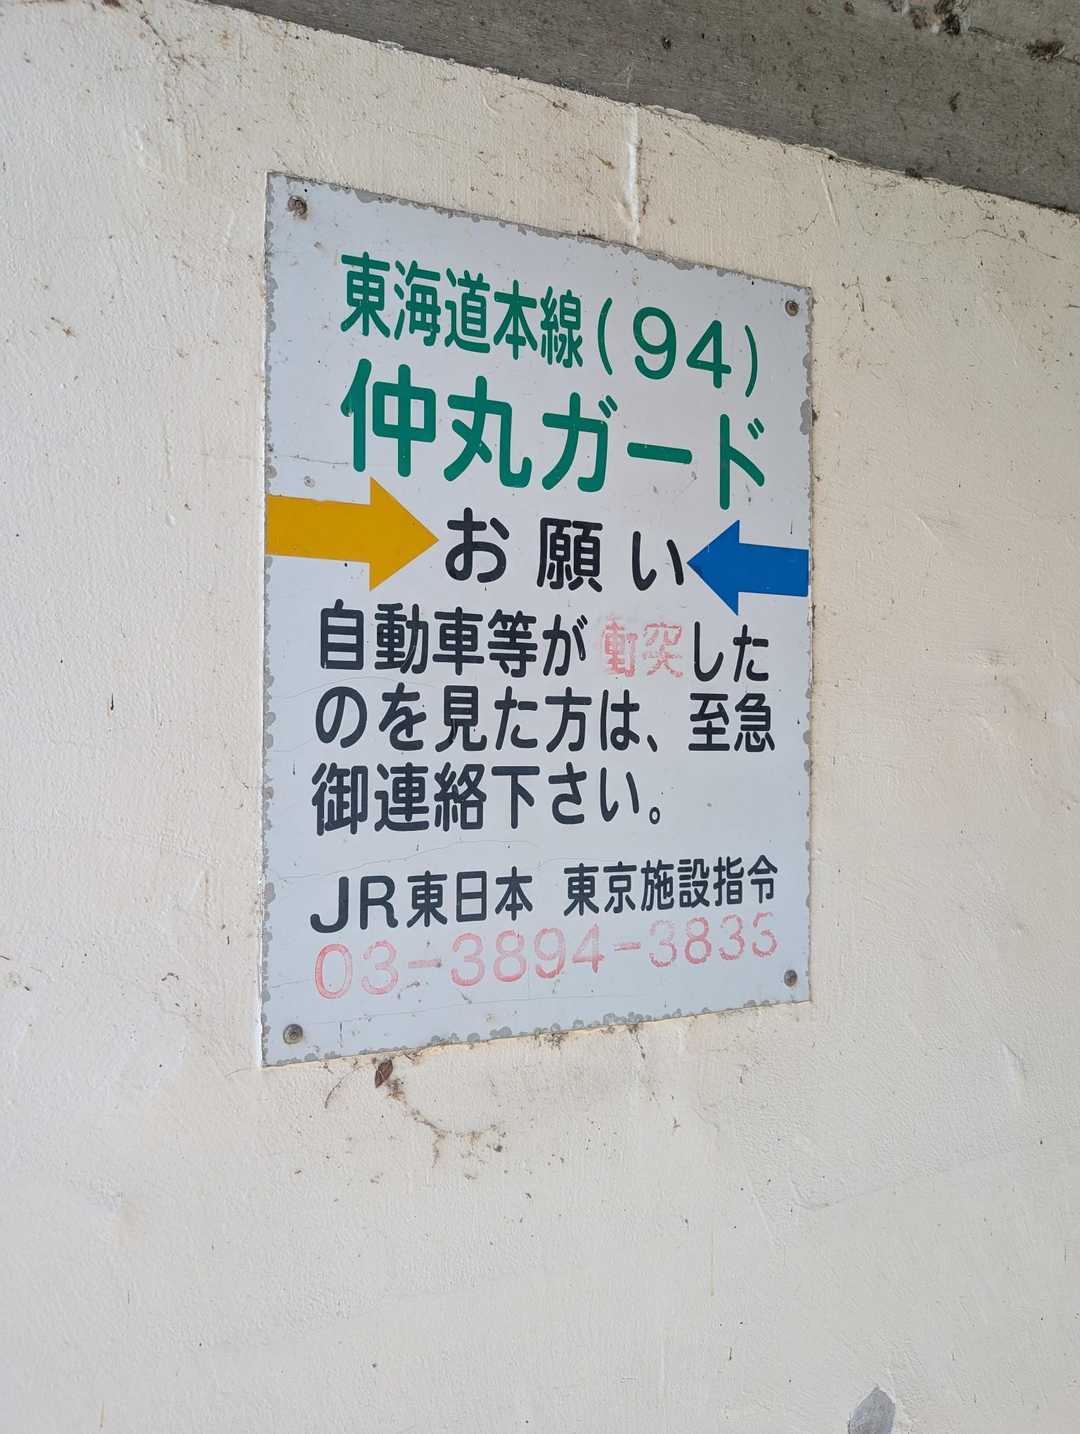 東海道本線(94)
仲丸ガード
お願い
自動車等が衝突した
のを見た方は、至急
御連絡下さい。
JR東日本 東京施設指令
03-3894-3835